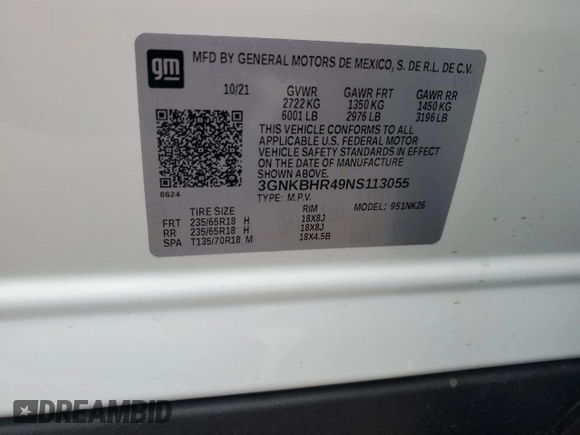 gm
MFD BY GENERAL MOTORS DE MEXICO, S. DE R.L. DE C.V.
10/21 GVWR GAWR FRT GAWR RR
2722 KG 1350 KG 1450 KG
6001 LB 2976 LB 3196 LB
THIS VEHICLE CONFORMS TO ALL
APPLICABLE U.S. FEDERAL MOTOR
VEHICLE SAFETY STANDARDS IN EFFECT
ON THE DATE OF MANUFACTURE
SHOWN ABOVE.
3GNKBHR49NS113055
TYPE: M.P.V. MODEL: 951NK26
8624
TIRE SIZE RIM
FRT 235/65R18 H 18X8J
RR 235/65R18 H 18X8J
SPA T135/70R18 M 18X4.5B
DREAMBID